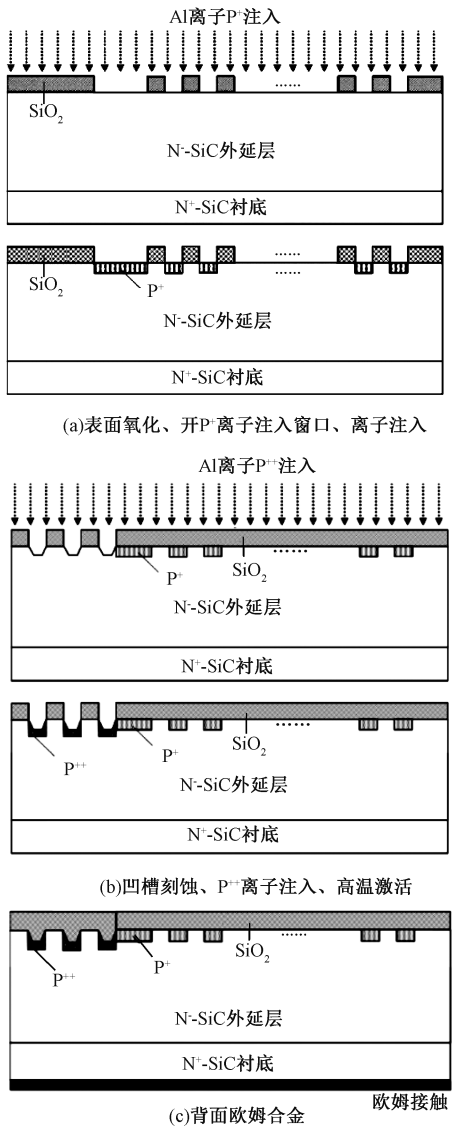 Al离子P⁺注入
SiO₂
N⁻-SiC外延层
N⁺-SiC衬底
......
SiO₂
P⁺
......
......
N⁻-SiC外延层
N⁺-SiC衬底
(a)表面氧化、开P⁺离子注入窗口、离子注入
Al离子P⁺⁺注入
P⁺
SiO₂
......
N⁻-SiC外延层
N⁺-SiC衬底
P⁺⁺
P⁺
SiO₂
......
N⁻-SiC外延层
N⁺-SiC衬底
(b)凹槽刻蚀、P⁺⁺离子注入、高温激活
P⁺⁺
P⁺
SiO₂
......
N⁻-SiC外延层
N⁺-SiC衬底
欧姆接触
(c)背面欧姆合金